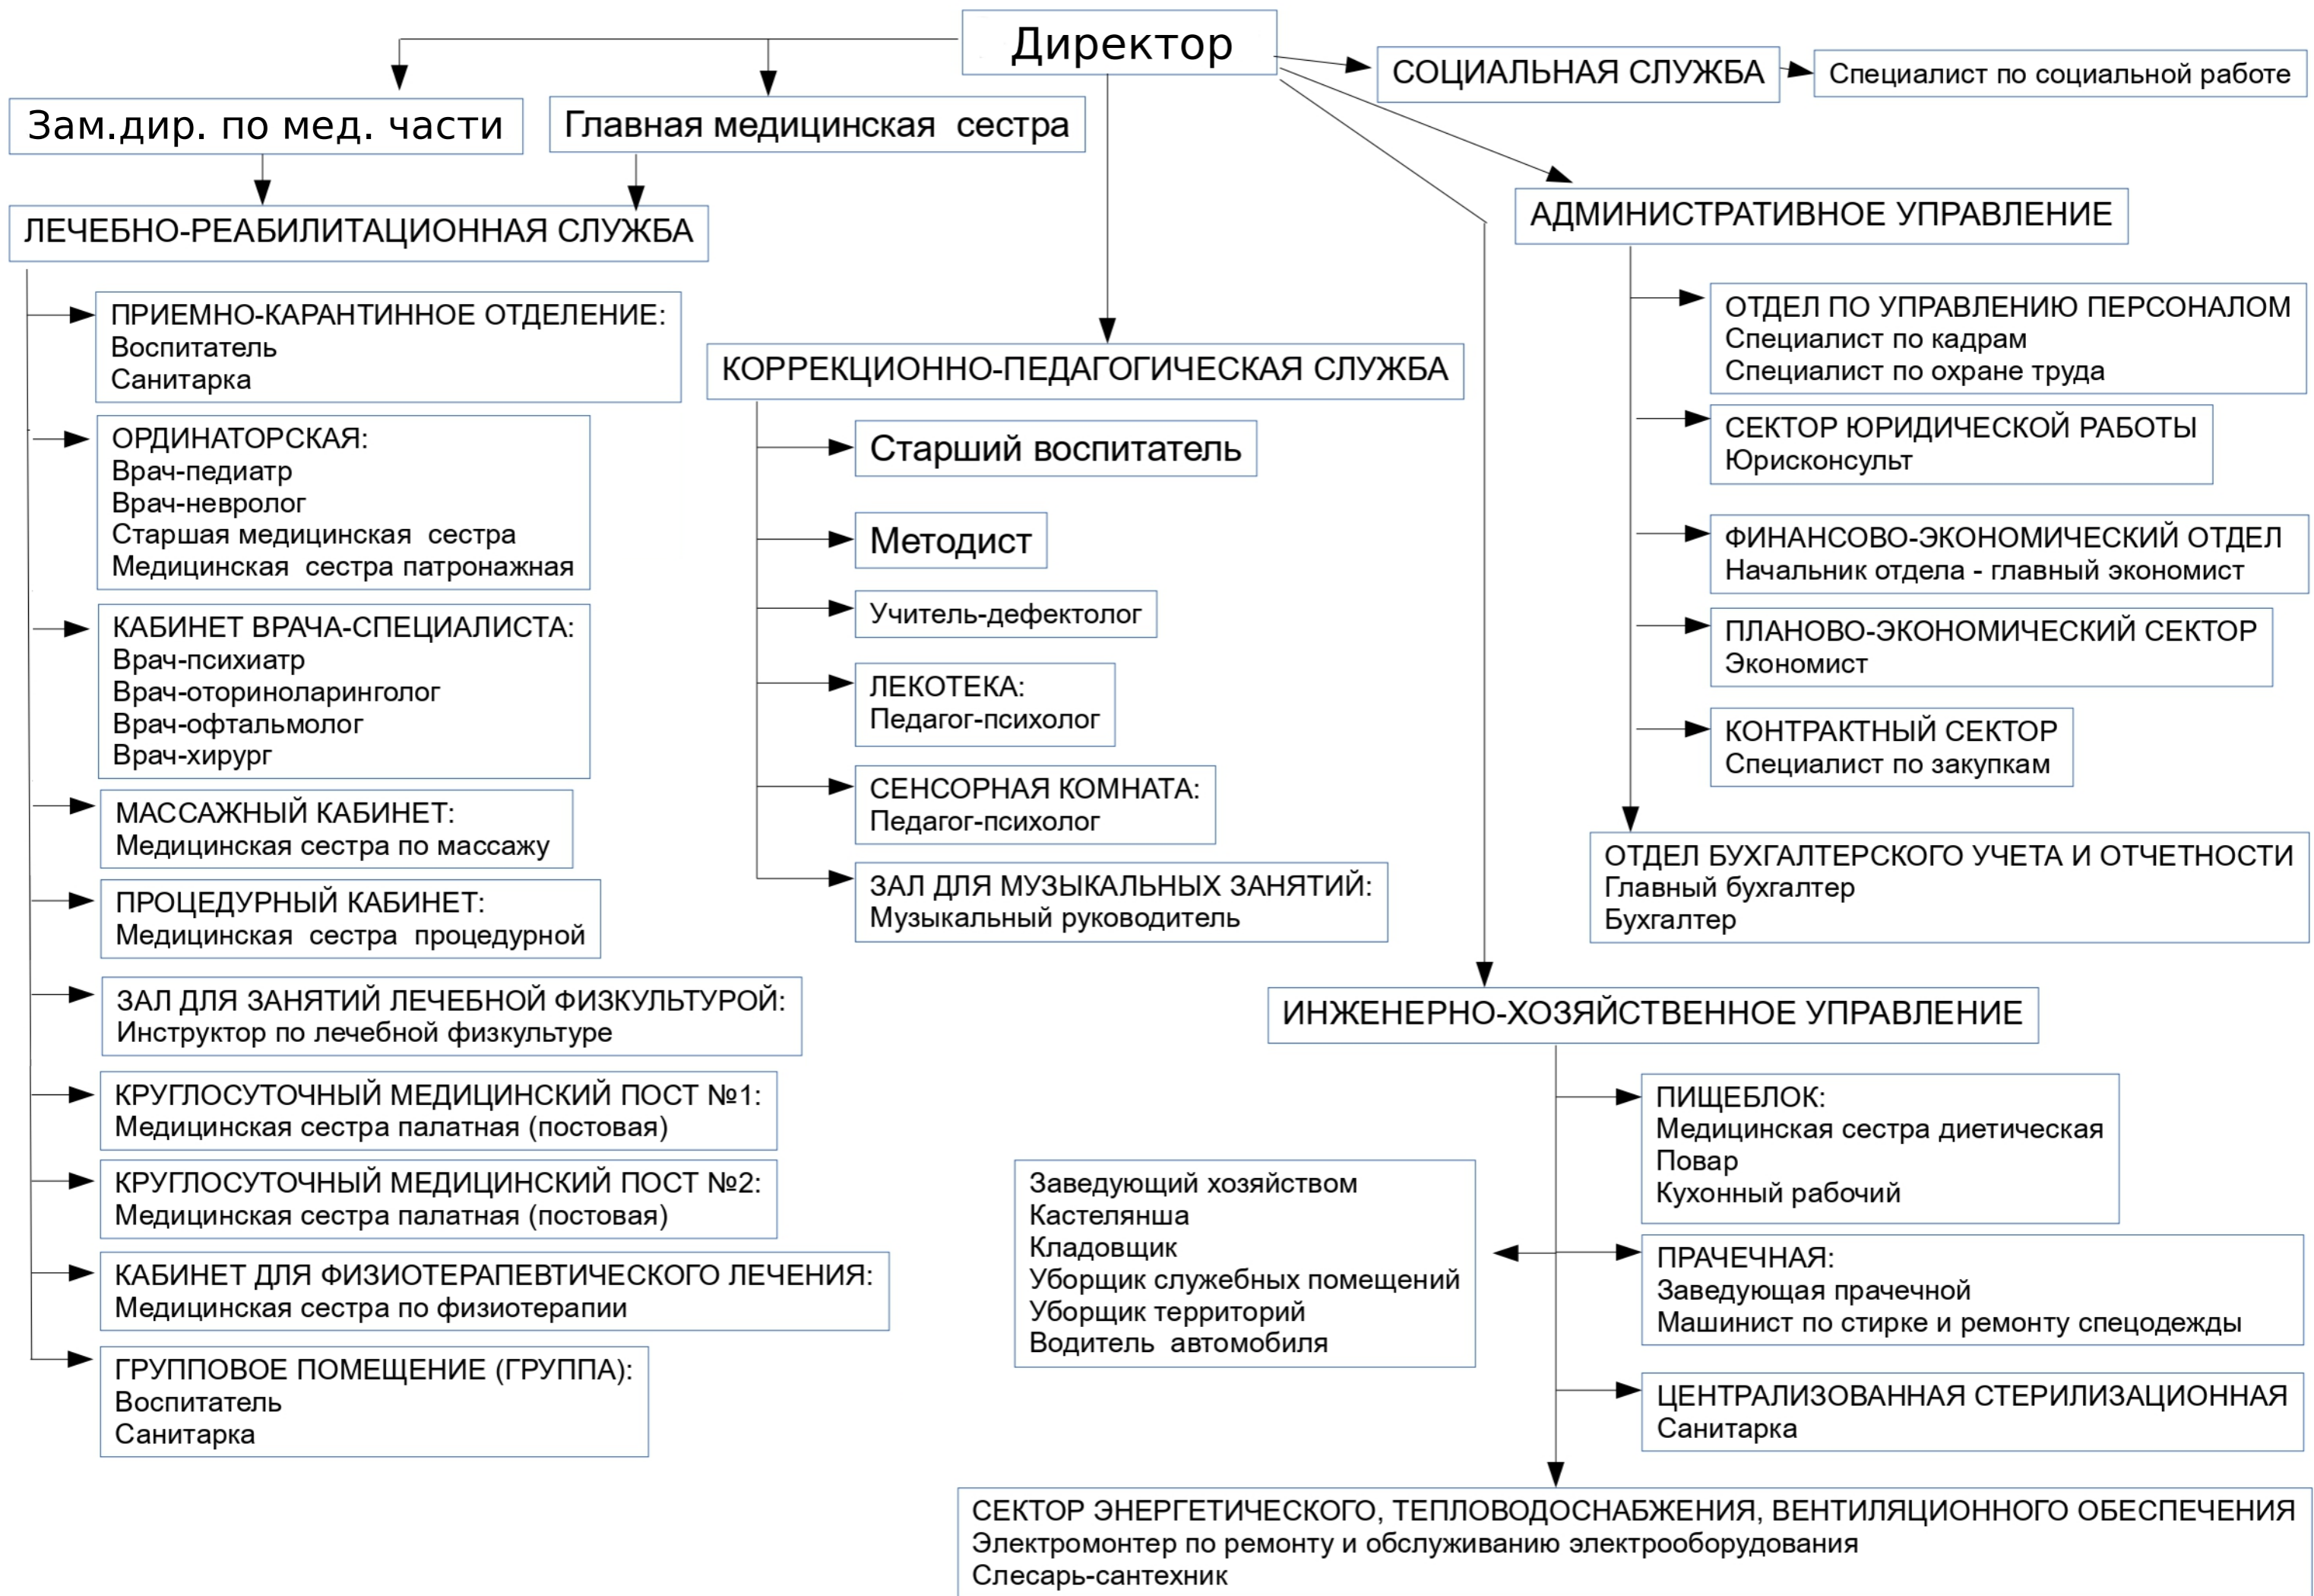 Директор
СОЦИАЛЬНАЯ СЛУЖБА
Специалист по социальной работе
Зам.дир. по мед. части
Главная медицинская сестра
ЛЕЧЕБНО-РЕАБИЛИТАЦИОННАЯ СЛУЖБА
ПРИЕМНО-КАРАНТИННОЕ ОТДЕЛЕНИЕ:
Воспитатель
Санитарка
ОРДИНАТОРСКАЯ:
Врач-педиатр
Врач-невролог
Старшая медицинская сестра
Медицинская сестра патронажная
КАБИНЕТ ВРАЧА-СПЕЦИАЛИСТА:
Врач-психиатр
Врач-оториноларинголог
Врач-офтальмолог
Врач-хирург
МАССАЖНЫЙ КАБИНЕТ:
Медицинская сестра по массажу
ПРОЦЕДУРНЫЙ КАБИНЕТ:
Медицинская сестра процедурной
ЗАЛ ДЛЯ ЗАНЯТИЙ ЛЕЧЕБНОЙ ФИЗКУЛЬТУРОЙ:
Инструктор по лечебной физкультуре
КРУГЛОСУТОЧНЫЙ МЕДИЦИНСКИЙ ПОСТ №1:
Медицинская сестра палатная (постовая)
КРУГЛОСУТОЧНЫЙ МЕДИЦИНСКИЙ ПОСТ №2:
Медицинская сестра палатная (постовая)
КАБИНЕТ ДЛЯ ФИЗИОТЕРАПЕВТИЧЕСКОГО ЛЕЧЕНИЯ:
Медицинская сестра по физиотерапии
ГРУППОВОЕ ПОМЕЩЕНИЕ (ГРУППА):
Воспитатель
Санитарка
КОРРЕКЦИОННО-ПЕДАГОГИЧЕСКАЯ СЛУЖБА
Старший воспитатель
Методист
Учитель-дефектолог
ЛЕКОТЕКА:
Педагог-психолог
СЕНСОРНАЯ КОМНАТА:
Педагог-психолог
ЗАЛ ДЛЯ МУЗЫКАЛЬНЫХ ЗАНЯТИЙ:
Музыкальный руководитель
АДМИНИСТРАТИВНОЕ УПРАВЛЕНИЕ
ОТДЕЛ ПО УПРАВЛЕНИЮ ПЕРСОНАЛОМ
Специалист по кадрам
Специалист по охране труда
СЕКТОР ЮРИДИЧЕСКОЙ РАБОТЫ
Юрисконсульт
ФИНАНСОВО-ЭКОНОМИЧЕСКИЙ ОТДЕЛ
Начальник отдела - главный экономист
ПЛАНОВО-ЭКОНОМИЧЕСКИЙ СЕКТОР
Экономист
КОНТРАКТНЫЙ СЕКТОР
Специалист по закупкам
ОТДЕЛ БУХГАЛТЕРСКОГО УЧЕТА И ОТЧЕТНОСТИ
Главный бухгалтер
Бухгалтер
ИНЖЕНЕРНО-ХОЗЯЙСТВЕННОЕ УПРАВЛЕНИЕ
ПИЩЕБЛОК:
Медицинская сестра диетическая
Повар
Кухонный рабочий
Заведующий хозяйством
Кастелянша
Кладовщик
Уборщик служебных помещений
Уборщик территорий
Водитель автомобиля
ПРАЧЕЧНАЯ:
Заведующая прачечной
Машинист по стирке и ремонту спецодежды
ЦЕНТРАЛИЗОВАННАЯ СТЕРИЛИЗАЦИОННАЯ
Санитарка
СЕКТОР ЭНЕРГЕТИЧЕСКОГО, ТЕПЛОВОДОСНАБЖЕНИЯ, ВЕНТИЛЯЦИОННОГО ОБЕСПЕЧЕНИЯ
Электромонтер по ремонту и обслуживанию электрооборудования
Слесарь-сантехник